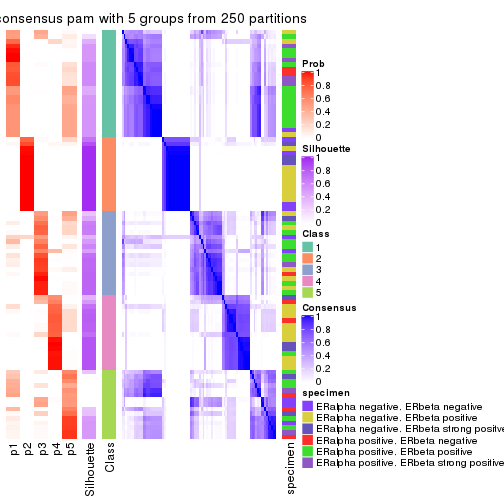 consensus pam with 5 groups from 250 partitions
Prob
1
0.8
0.6
0.4
0.2
0
Silhouette
1
0.8
0.6
0.4
0.2
0
Class
1
2
3
4
5
Consensus
1
0.8
0.6
0.4
0.2
0
specimen
ERalpha negative, ERbeta negative
ERalpha negative, ERbeta positive
ERalpha negative, ERbeta strong positive
ERalpha positive, ERbeta negative
ERalpha positive, ERbeta positive
ERalpha positive, ERbeta strong positive
p1
p2
p3
p4
p5
Silhouette
Class
specimen